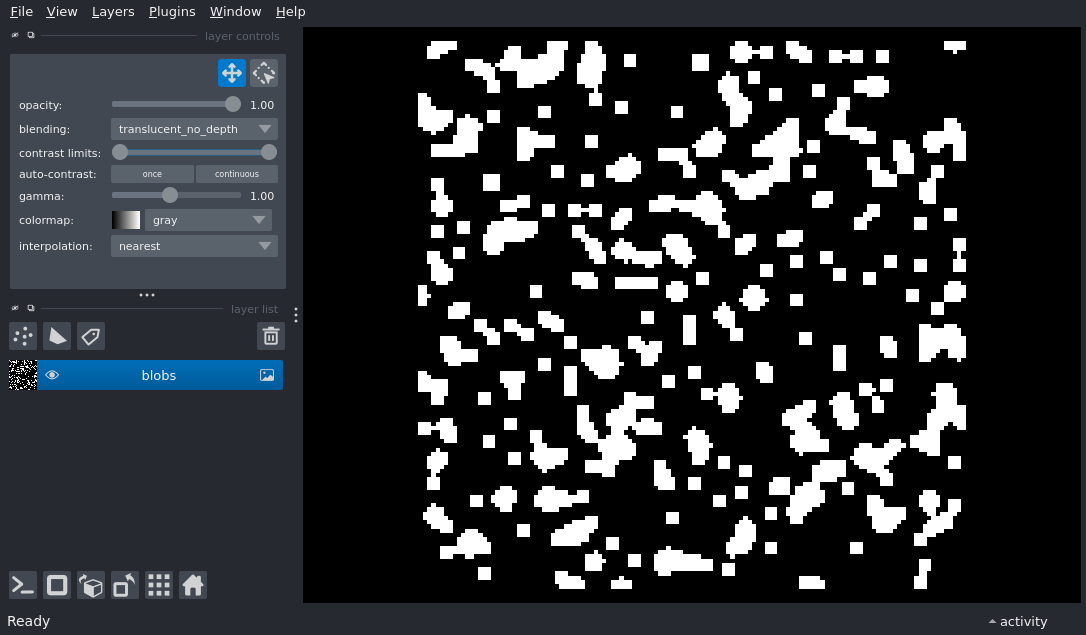 File View Layers Plugins Window Help
layer controls
opacity: 1.00
blending: translucent_no_depth
contrast limits:
auto-contrast: once continuous
gamma: 1.00
colormap: gray
interpolation: nearest
layer list
blobs
Ready
activity